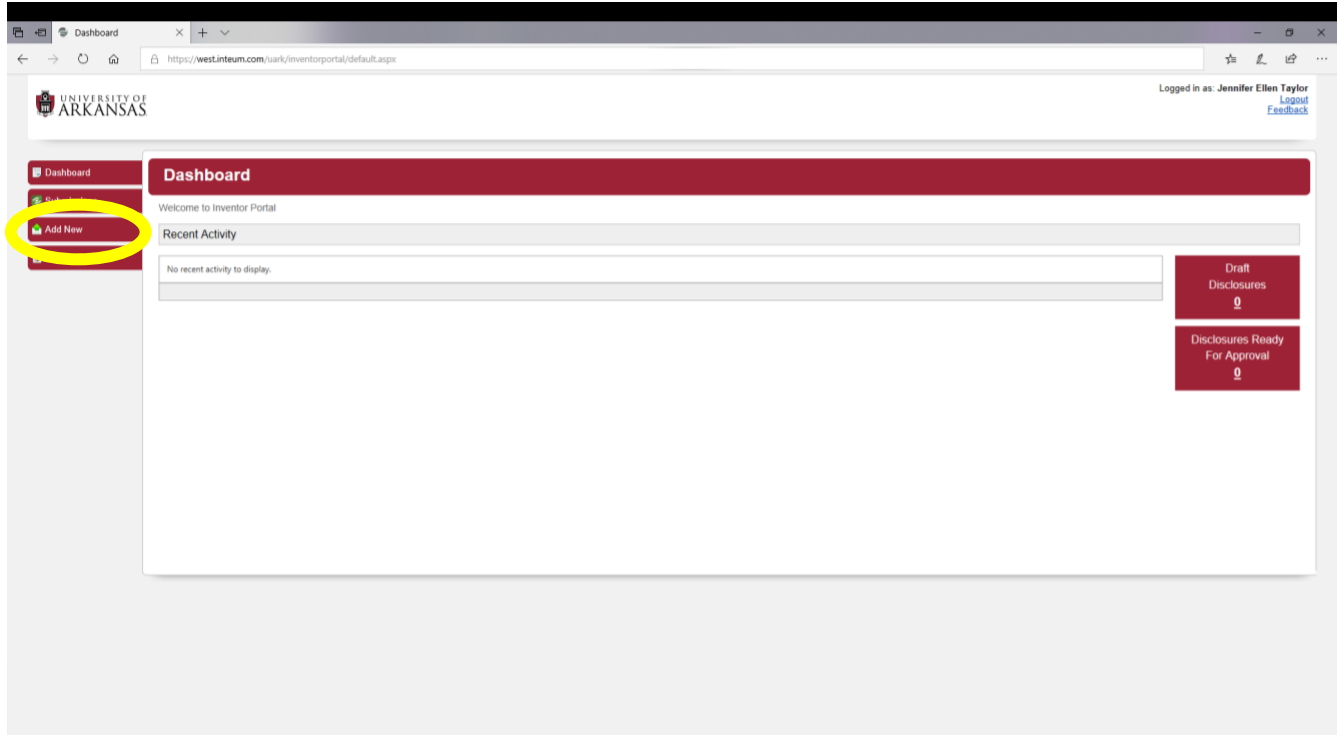 Dashboard
https://west.inteum.com/uark/inventorportal/default.aspx
UNIVERSITY OF
ARKANSAS
Logged in as: Jennifer Ellen Taylor
Logout
Feedback
Dashboard
Add New
Dashboard
Welcome to Inventor Portal
Recent Activity
No recent activity to display.
Draft
Disclosures
0
Disclosures Ready
For Approval
0